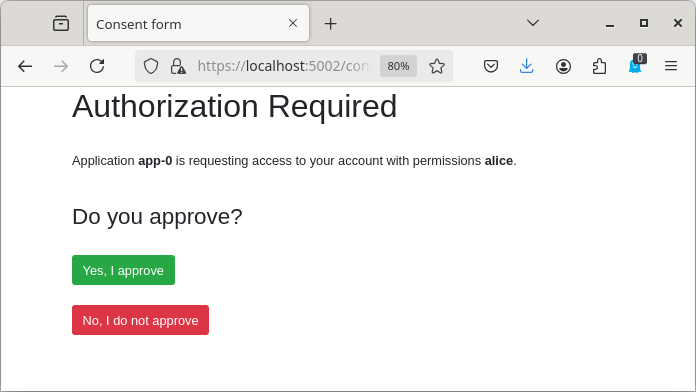 Consent form
https://localhost:5002/con
80%
0
Authorization Required
Application app-0 is requesting access to your account with permissions alice.
Do you approve?
Yes, I approve
No, I do not approve